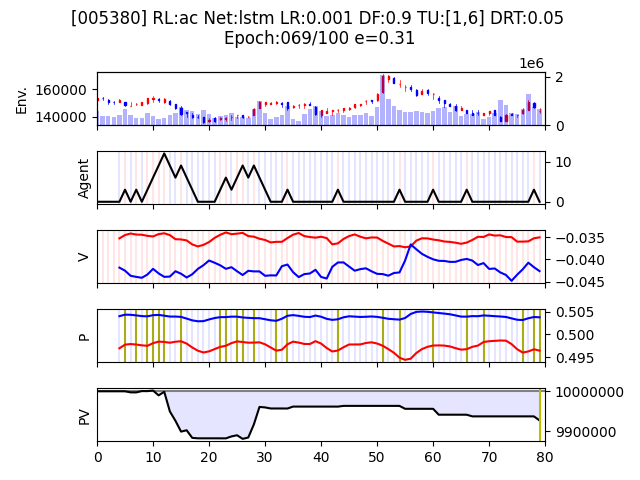 [005380] RL:ac Net:lstm LR:0.001 DF:0.9 TU:[1,6] DRT:0.05
Epoch:069/100 e=0.31
1e6
Env.
160000
140000
2
0
Agent
10
0
V
−0.035
−0.040
−0.045
P
0.505
0.500
0.495
PV
10000000
9900000
0 10 20 30 40 50 60 70 80